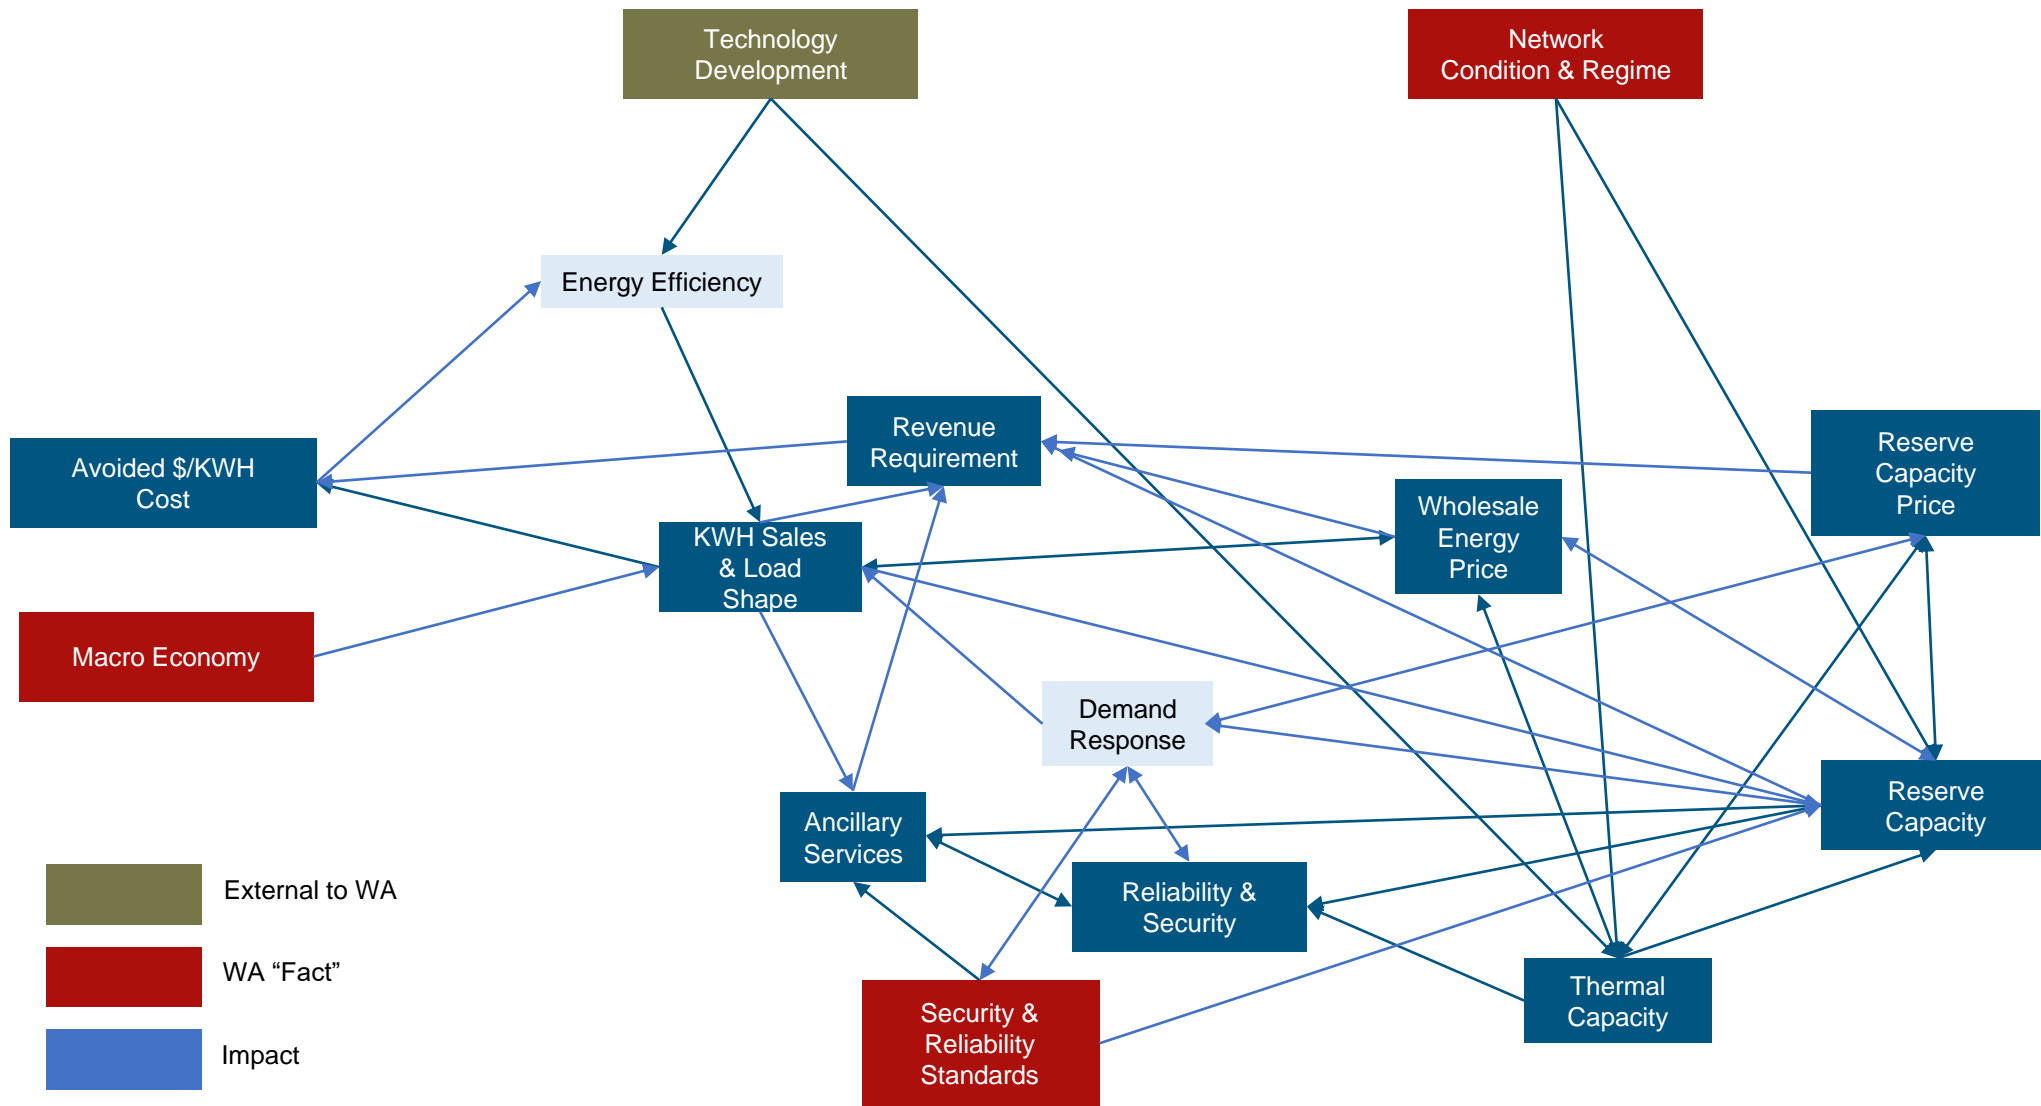 Technology
Development
Network
Condition & Regime
Energy Efficiency
Revenue
Requirement
Reserve
Capacity
Price
Avoided $/KWH
Cost
Wholesale
Energy
Price
KWH Sales
& Load
Shape
Macro Economy
Demand
Response
Reserve
Capacity
Ancillary
Services
Reliability &
Security
Thermal
Capacity
Security &
Reliability
Standards
External to WA
WA “Fact”
Impact